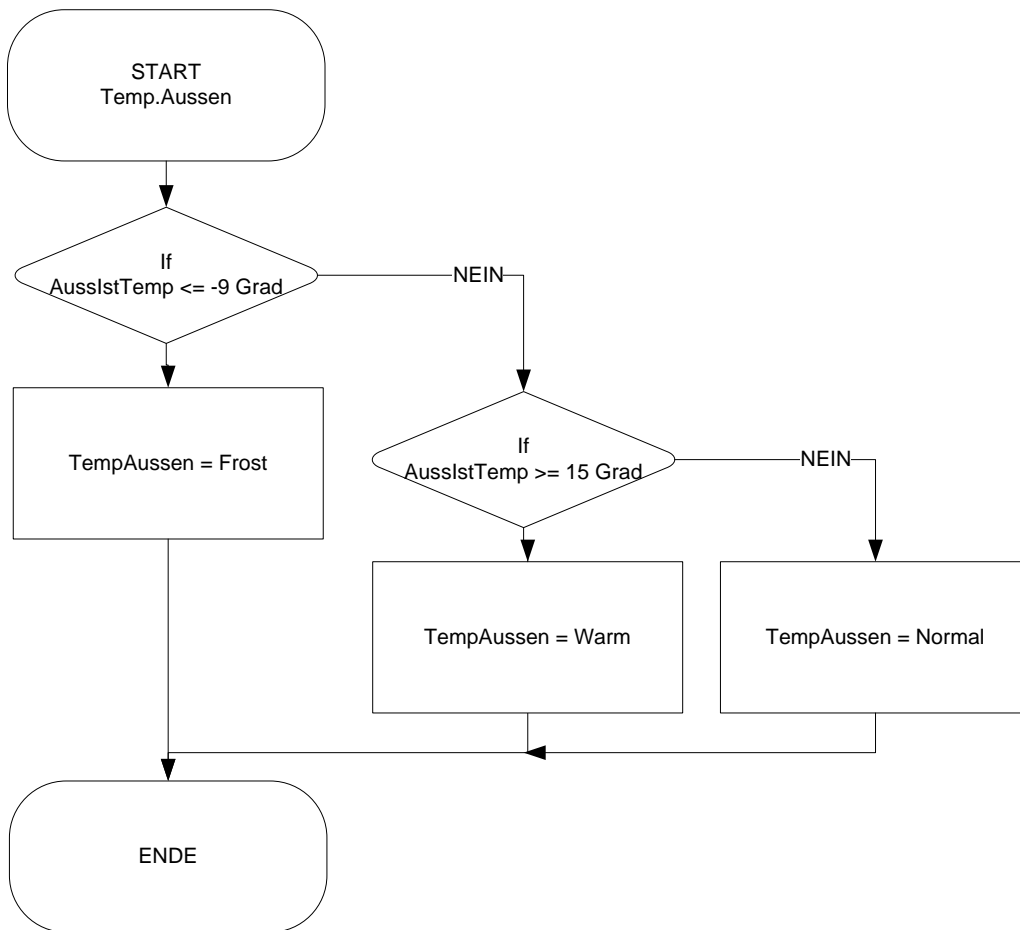 START
Temp.Aussen
If
AussIstTemp <= -9 Grad
NEIN
TempAussen = Frost
If
AussIstTemp >= 15 Grad
NEIN
TempAussen = Warm
TempAussen = Normal
ENDE